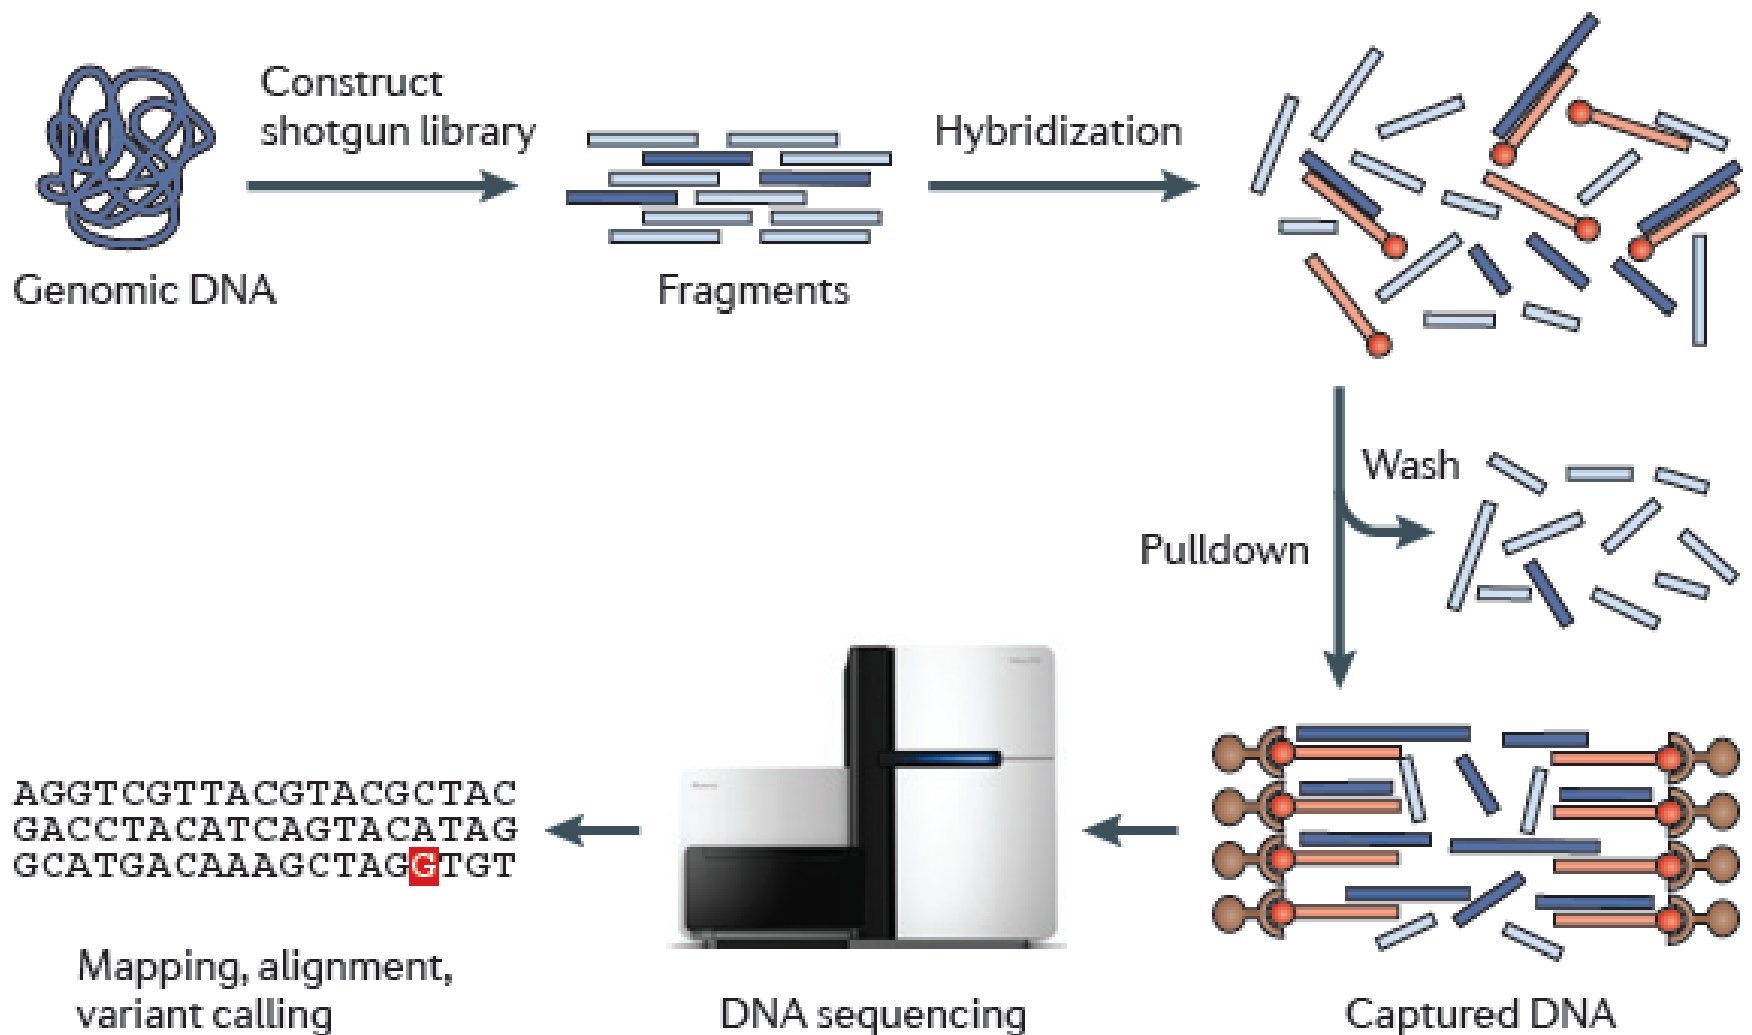 Construct
shotgun library
Hybridization
Genomic DNA
Fragments
Wash
Pulldown
AGGTCGTTACGTACGCTAC
GACCTACATCAGTACATAG
GCATGACAAAGCTAGGTGT
Mapping, alignment,
variant calling
DNA sequencing
Captured DNA